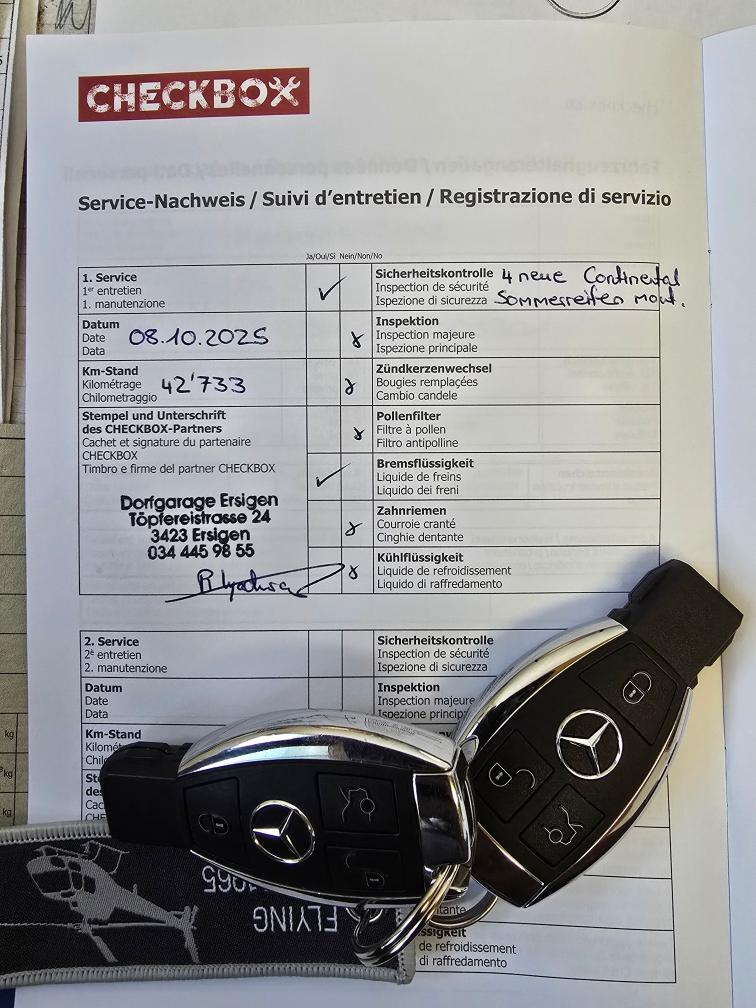 CHECKBOX
Service-Nachweis / Suivi d'entretien / Registrazione di servizio
Ja/Oui/Sì Nein/Non/No
1. Service
1er entretien
1. manutenzione
Sicherheitskontrolle 4 neue Continental
Inspection de sécurité
Ispezione di sicurezza Sommerreifen mont.
Datum
Date 08.10.2025
Data
Inspektion
Inspection majeure
Ispezione principale
Km-Stand
Kilométrage 42'733
Chilometraggio
Zündkerzenwechsel
Bougies remplaçées
Cambio candele
Stempel und Unterschrift
des CHECKBOX-Partners
Cachet et signature du partenaire
CHECKBOX
Timbro e firme del partner CHECKBOX
Pollenfilter
Filtre à pollen
Filtro antipolline
Bremsflüssigkeit
Liquide de freins
Liquido dei freni
Dorfgarage Ersigen
Töpfereistrasse 24
3423 Ersigen
034 445 98 55
Zahnriemen
Courroie cranté
Cinghie dentante
Kühlflüssigkeit
Liquide de refroidissement
Liquido di raffredamento
2. Service
2e entretien
2. manutenzione
Sicherheitskontrolle
Inspection de sécurité
Ispezione di sicurezza
Datum
Date
Data
Inspektion
Inspection majeure
Ispezione
Km-Stand
FLYING
1065
de refroidissement
di raffredamento
kg
kg
kg